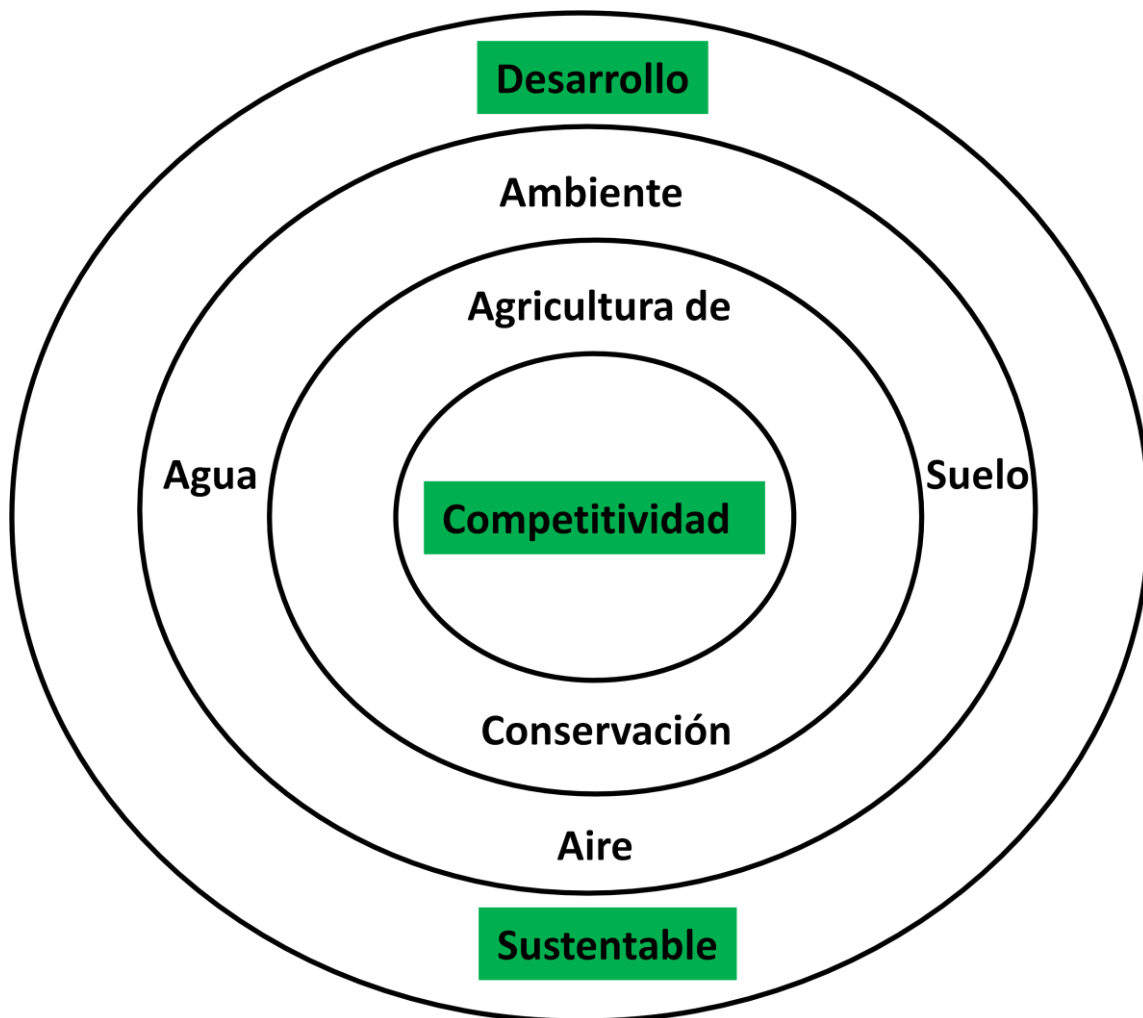 Desarrollo
Ambiente
Agricultura de
Agua
Suelo
Competitividad
Conservación
Aire
Sustentable